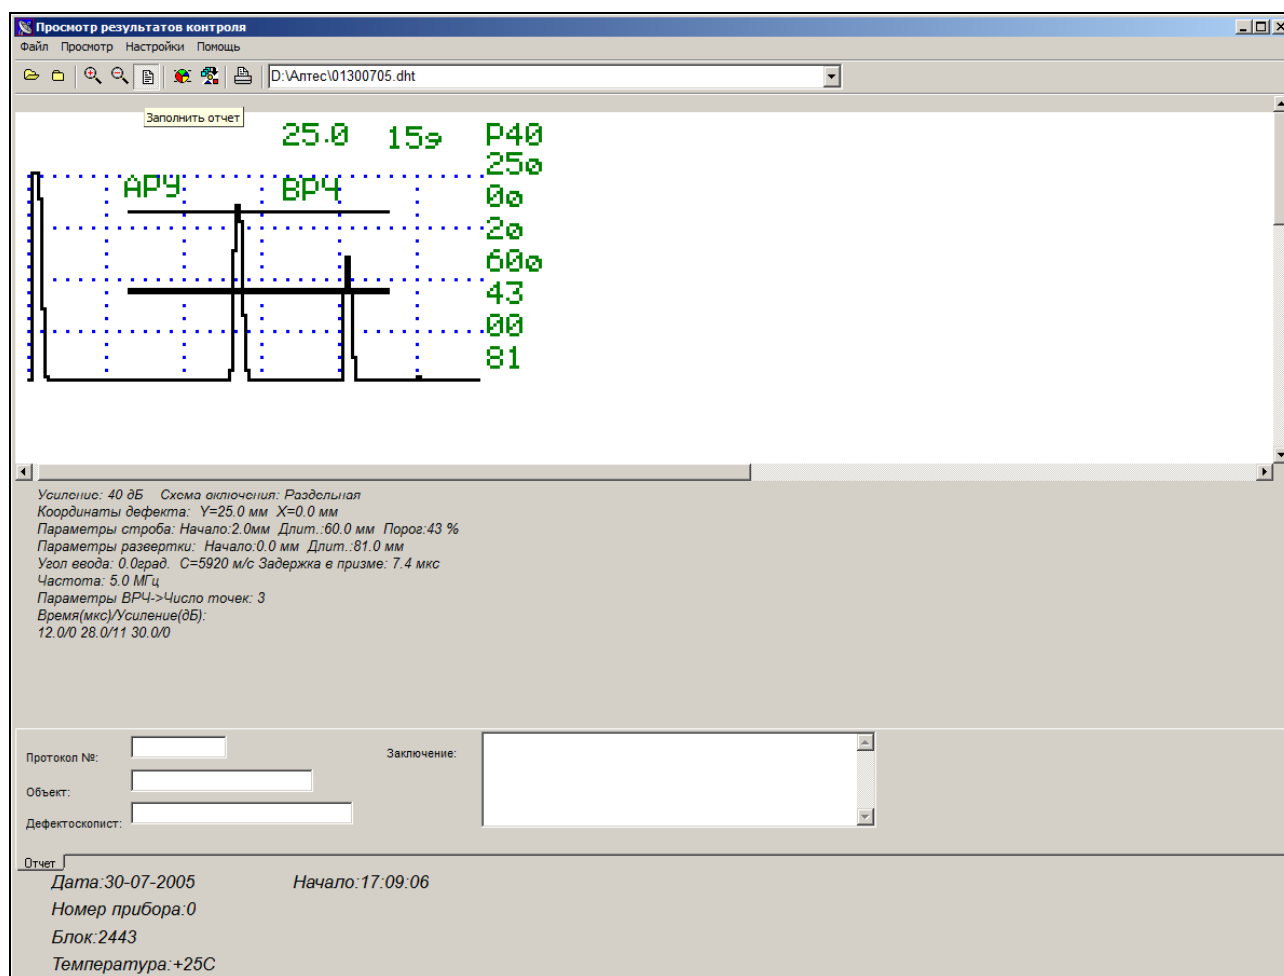 Просмотр результатов контроля
Файл Просмотр Настройки Помощь
D:\Алтес\01300705.dht
Заполнить отчет
25.0 15э Р40
25о
АРУ ВРЧ 0о
2о
60о
43
00
81
Усиление: 40 дБ Схема включения: Раздельная
Координаты дефекта: Y=25.0 мм X=0.0 мм
Параметры строба: Начало:2.0мм Длит.:60.0 мм Порог:43 %
Параметры развертки: Начало:0.0 мм Длит.:81.0 мм
Угол ввода: 0.0град. С=5920 м/с Задержка в призме: 7.4 мкс
Частота: 5.0 МГц
Параметры ВРЧ->Число точек: 3
Время(мкс)/Усиление(дБ):
12.0/0 28.0/11 30.0/0
Протокол №:
Заключение:
Объект:
Дефектоскопист:
Отчет
Дата:30-07-2005 Начало:17:09:06
Номер прибора:0
Блок:2443
Температура:+25С